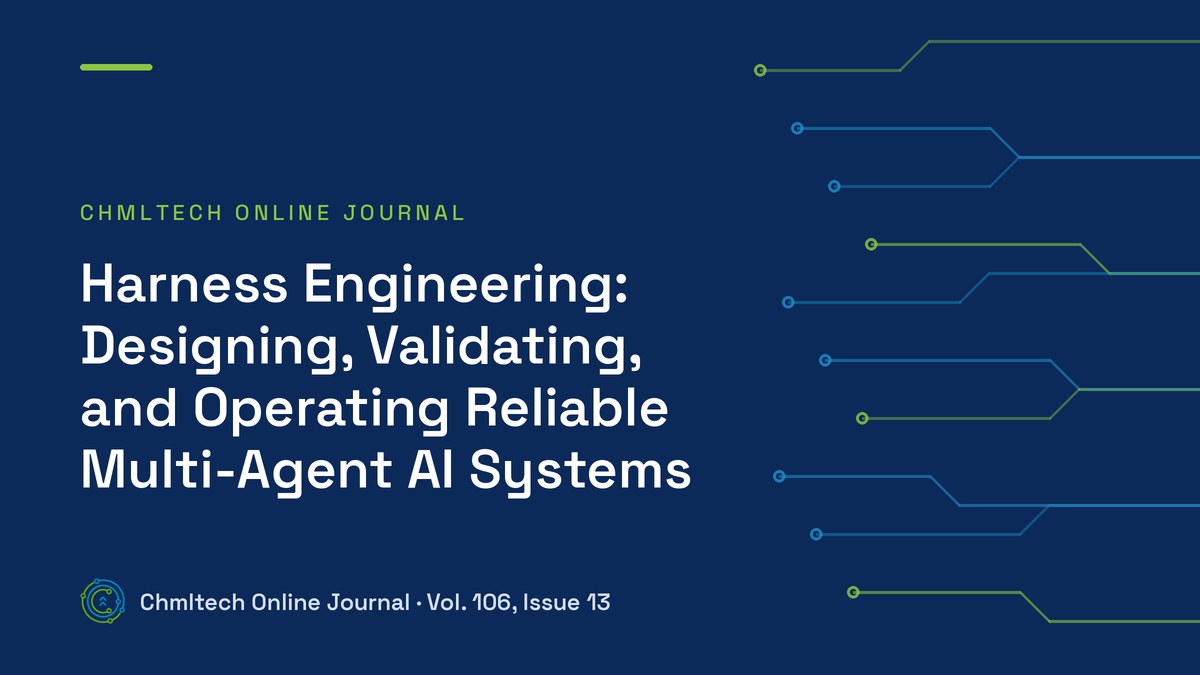 CHMLTECH ONLINE JOURNAL
Harness Engineering:
Designing, Validating,
and Operating Reliable
Multi-Agent AI Systems
Chmltech Online Journal · Vol. 106, Issue 13